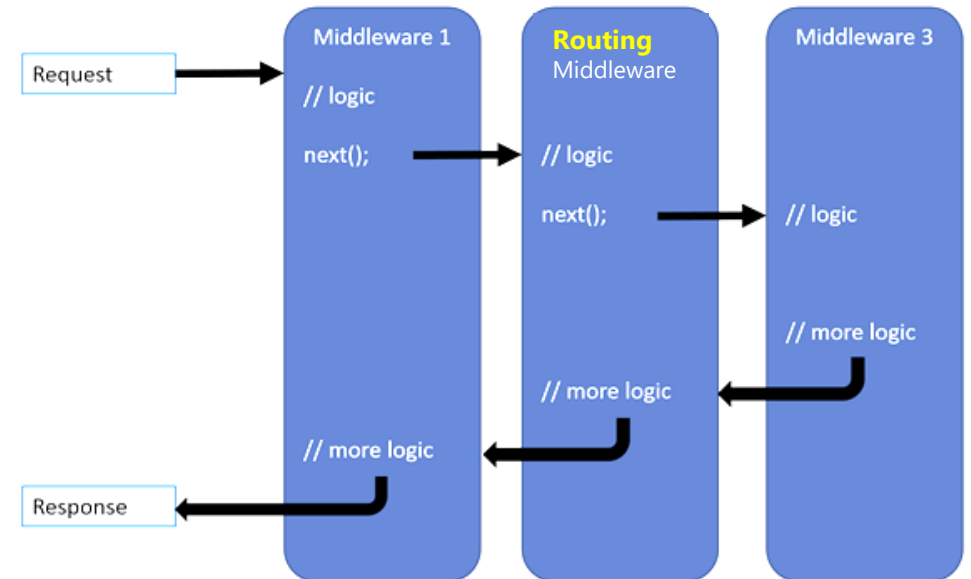 Middleware 1
Routing
Middleware
Middleware 3
Request
// logic
next();
// logic
next();
// logic
// more logic
// more logic
// more logic
Response